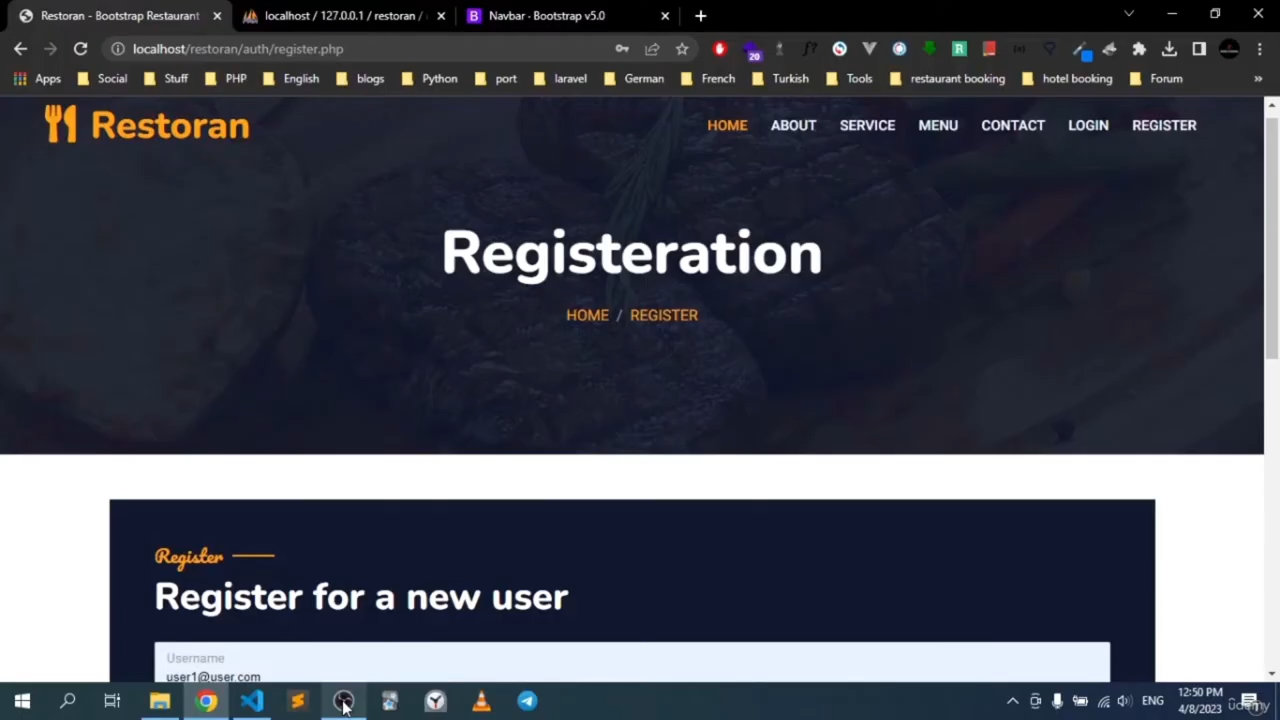 Restoran - Bootstrap Restaurant
localhost / 127.0.0.1 / restoran /
Navbar · Bootstrap v5.0
localhost/restoran/auth/register.php
20
Apps
Social
Stuff
PHP
English
blogs
Python
port
laravel
German
French
Turkish
Tools
restaurant booking
hotel booking
Forum
»
Restoran
HOME
ABOUT
SERVICE
MENU
CONTACT
LOGIN
REGISTER
Registeration
HOME / REGISTER
Register
Register for a new user
Username
user1@user.com
ENG
12:50 PM
4/8/2023
udemy